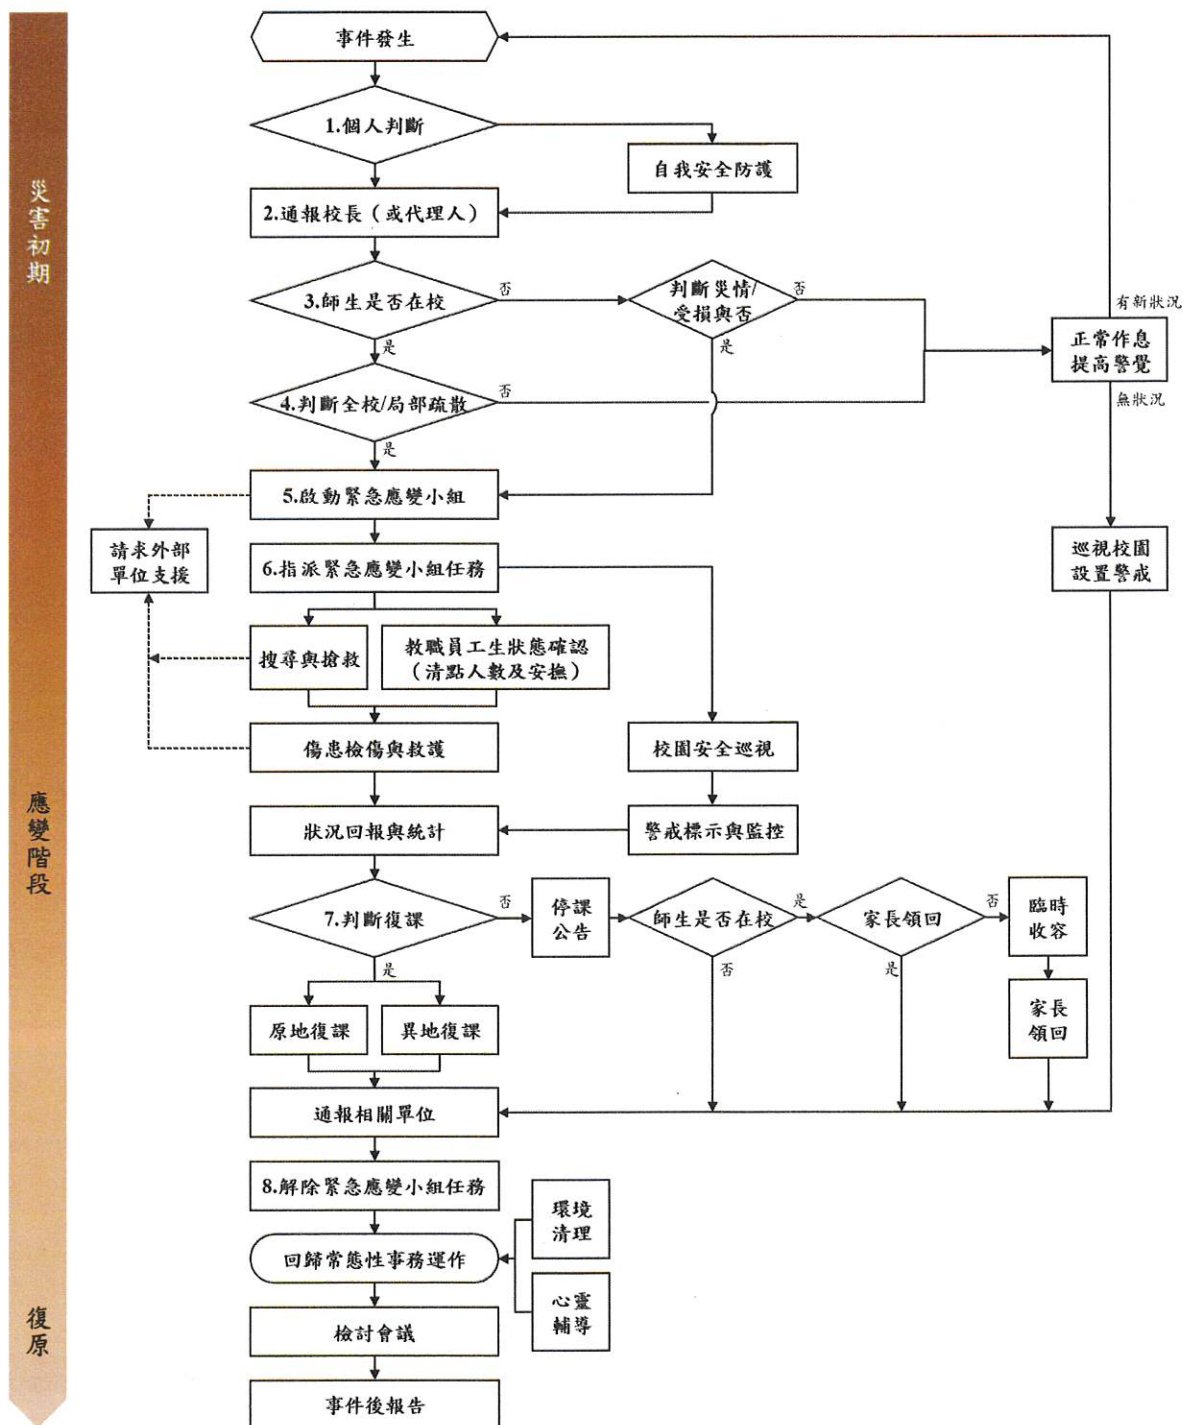 災害初期
應變階段
復原
事件發生
1.個人判斷
自我安全防護
2.通報校長（或代理人）
3.師生是否在校
否
是
判斷災情/
受損與否
否
是
有新狀況
正常作息
提高警覺
無狀況
4.判斷全校/局部疏散
否
是
5.啟動緊急應變小組
請求外部
單位支援
6.指派緊急應變小組任務
巡視校園
設置警戒
搜尋與搶救
教職員工生狀態確認
（清點人數及安撫）
傷患檢傷與救護
校園安全巡視
狀況回報與統計
警戒標示與監控
7.判斷復課
否
是
停課
公告
師生是否在校
是
否
家長領回
否
是
臨時
收容
家長
領回
原地復課
異地復課
通報相關單位
8.解除緊急應變小組任務
環境
清理
回歸常態性事務運作
心靈
輔導
檢討會議
事件後報告